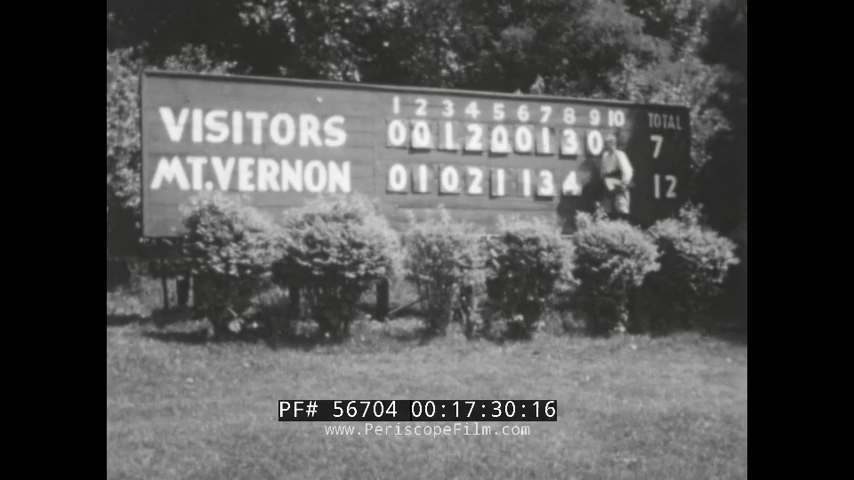 1 2 3 4 5 6 7 8 9 10 TOTAL
VISITORS 0 0 1 2 0 0 1 3 0 7
MT.VERNON 0 1 0 2 1 1 3 4 12
PF# 56704 00:17:30:16
www.PeriscopeFilm.com